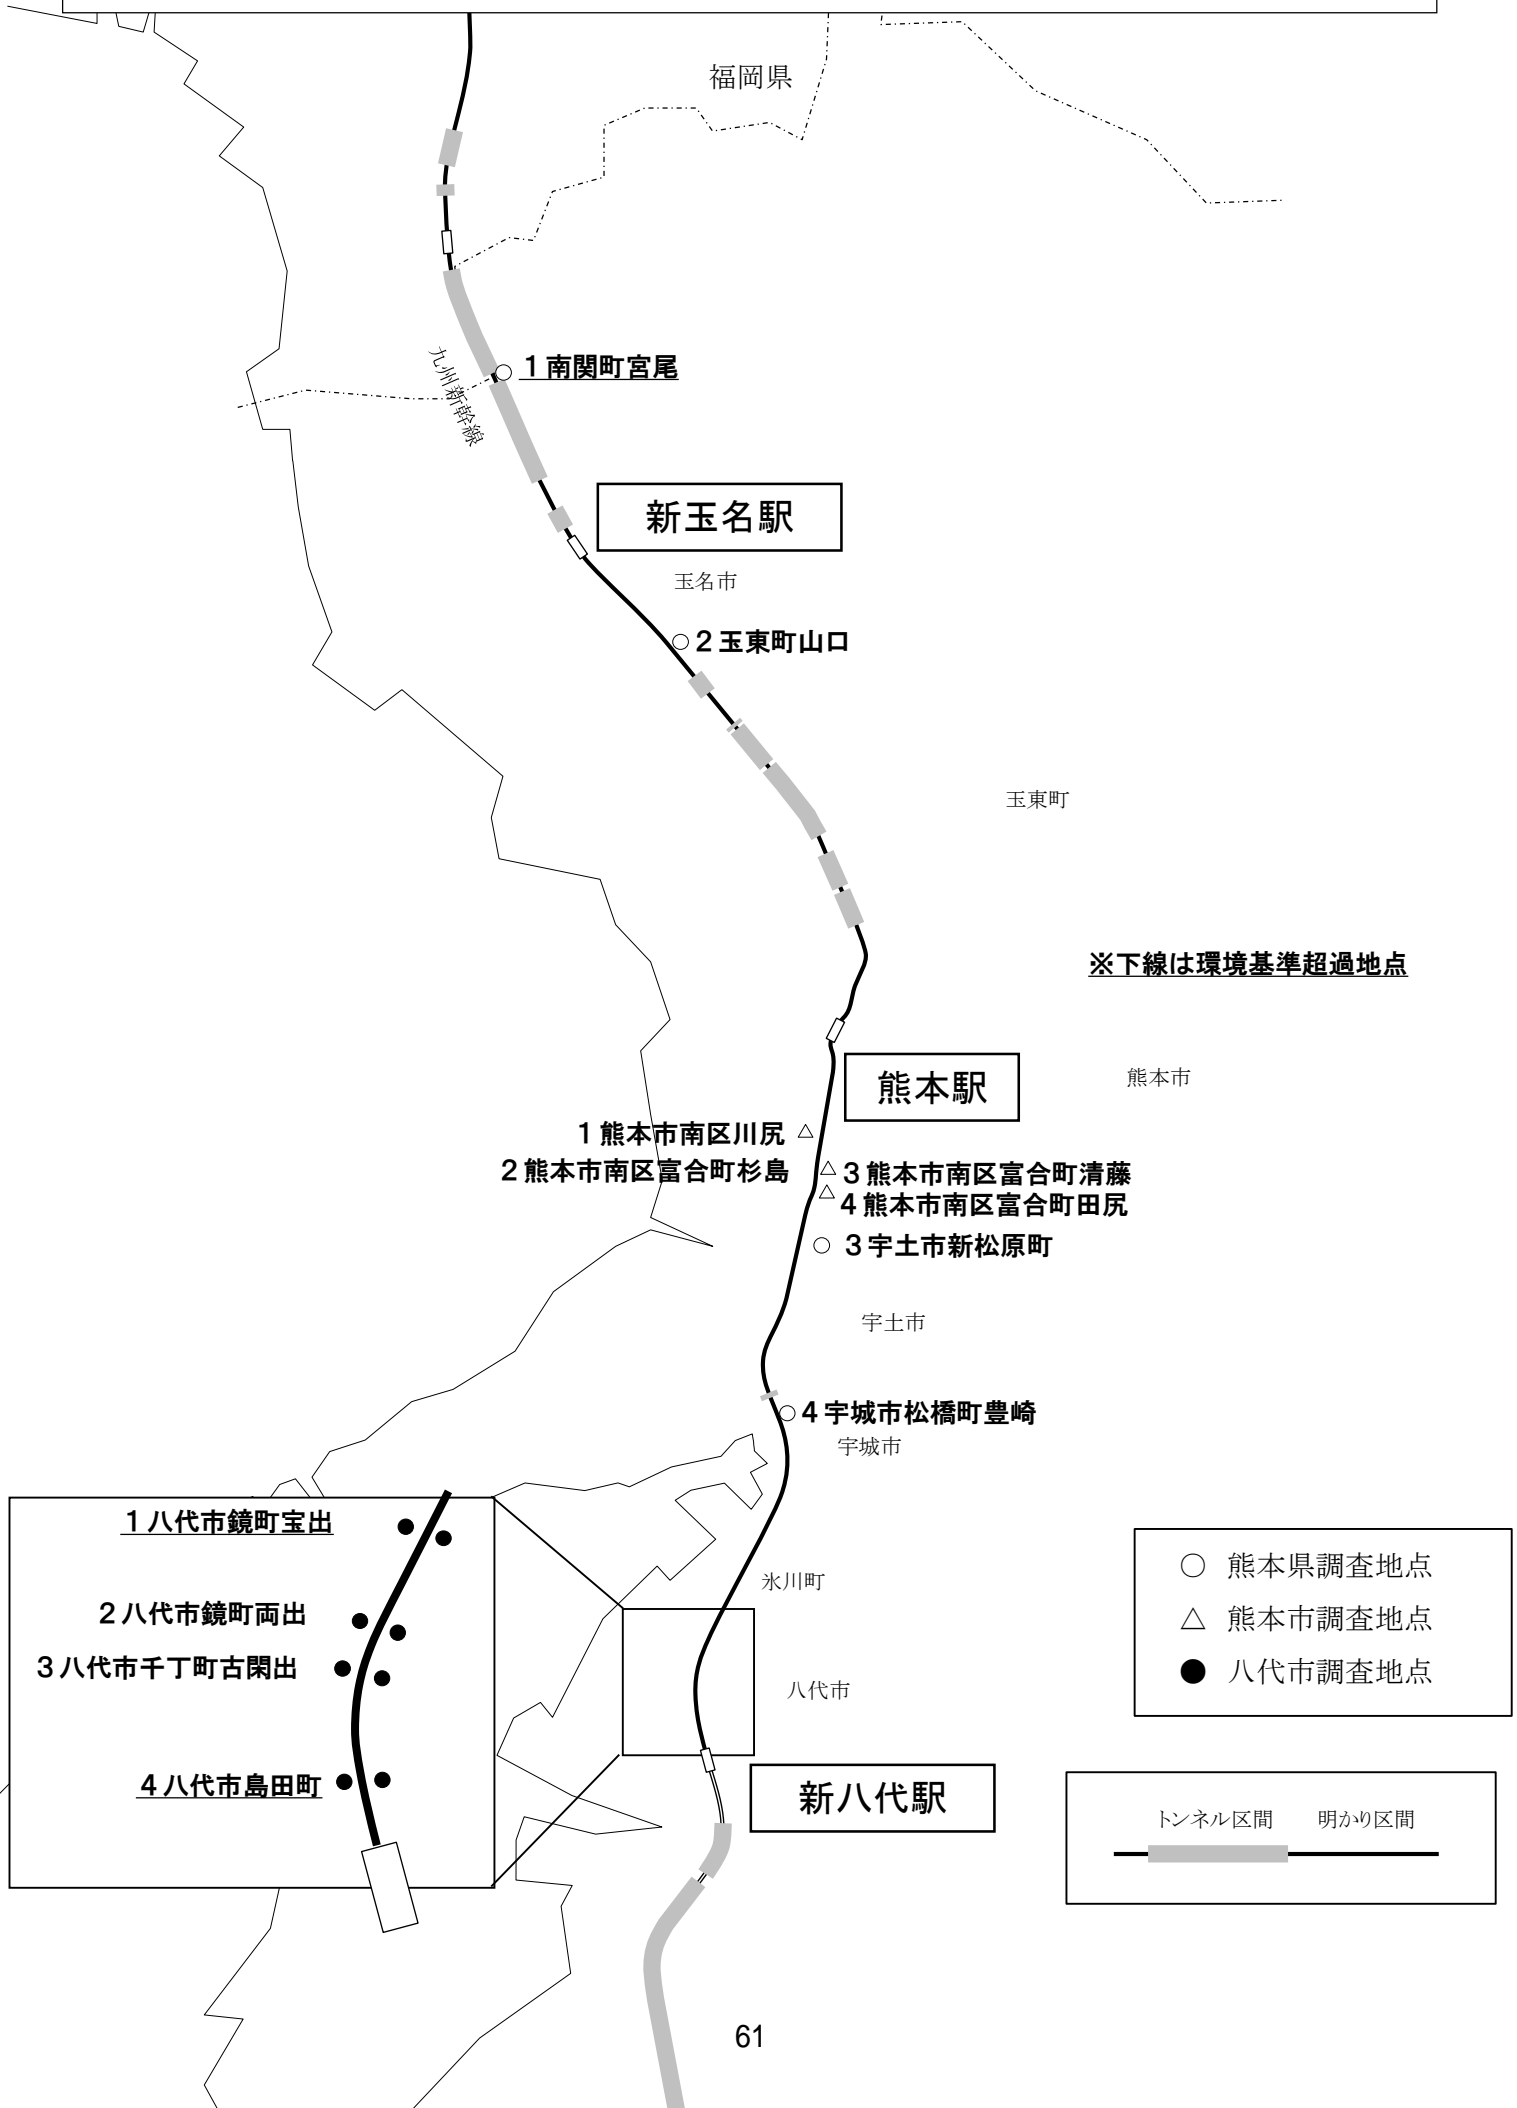 福岡県
1 南関町宮尾
九州新幹線
新玉名駅
玉名市
2 玉東町山口
玉東町
※下線は環境基準超過地点
熊本駅
熊本市
1 熊本市南区川尻
2 熊本市南区富合町杉島
3 熊本市南区富合町清藤
4 熊本市南区富合町田尻
3 宇土市新松原町
宇土市
4 宇城市松橋町豊崎
宇城市
1 八代市鏡町宝出
2 八代市鏡町両出
3 八代市千丁町古閑出
4 八代市島田町
氷川町
八代市
新八代駅
○ 熊本県調査地点
△ 熊本市調査地点
● 八代市調査地点
トンネル区間 明かり区間
61